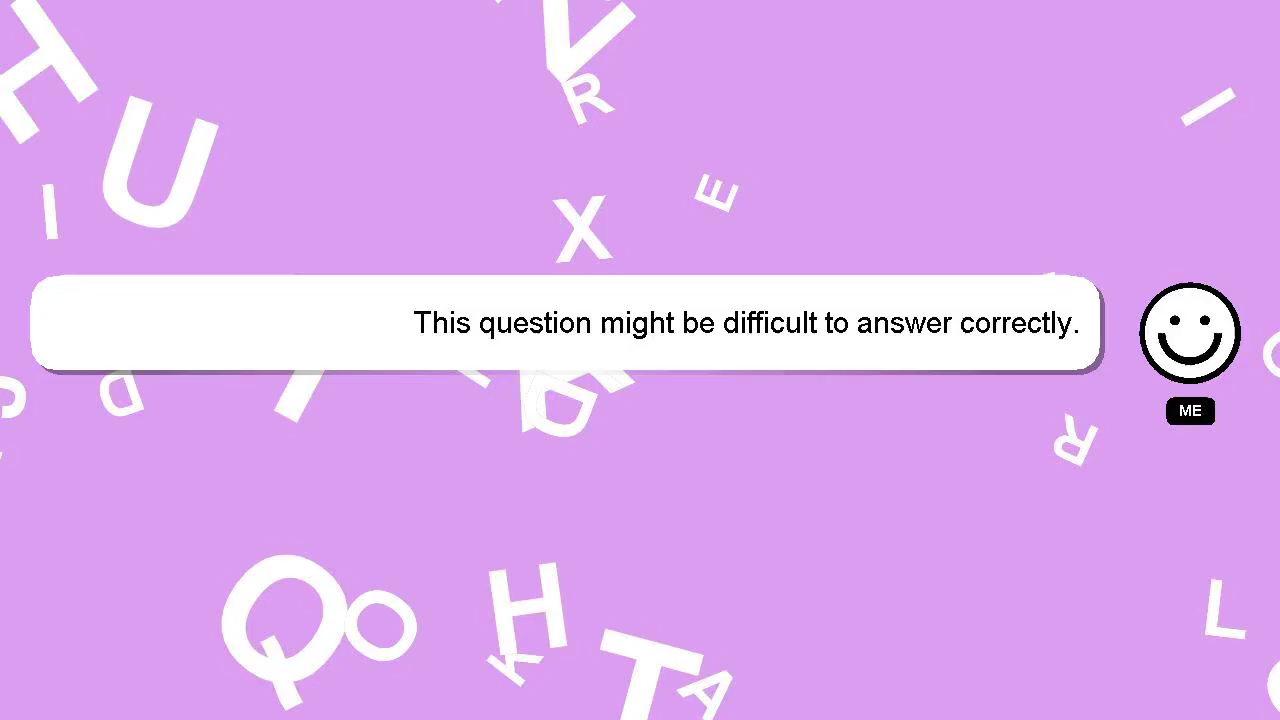 This question might be difficult to answer correctly.
ME
H
U
I
V
R
X
E
I
D
R
Q
O
H
K
T
A
L